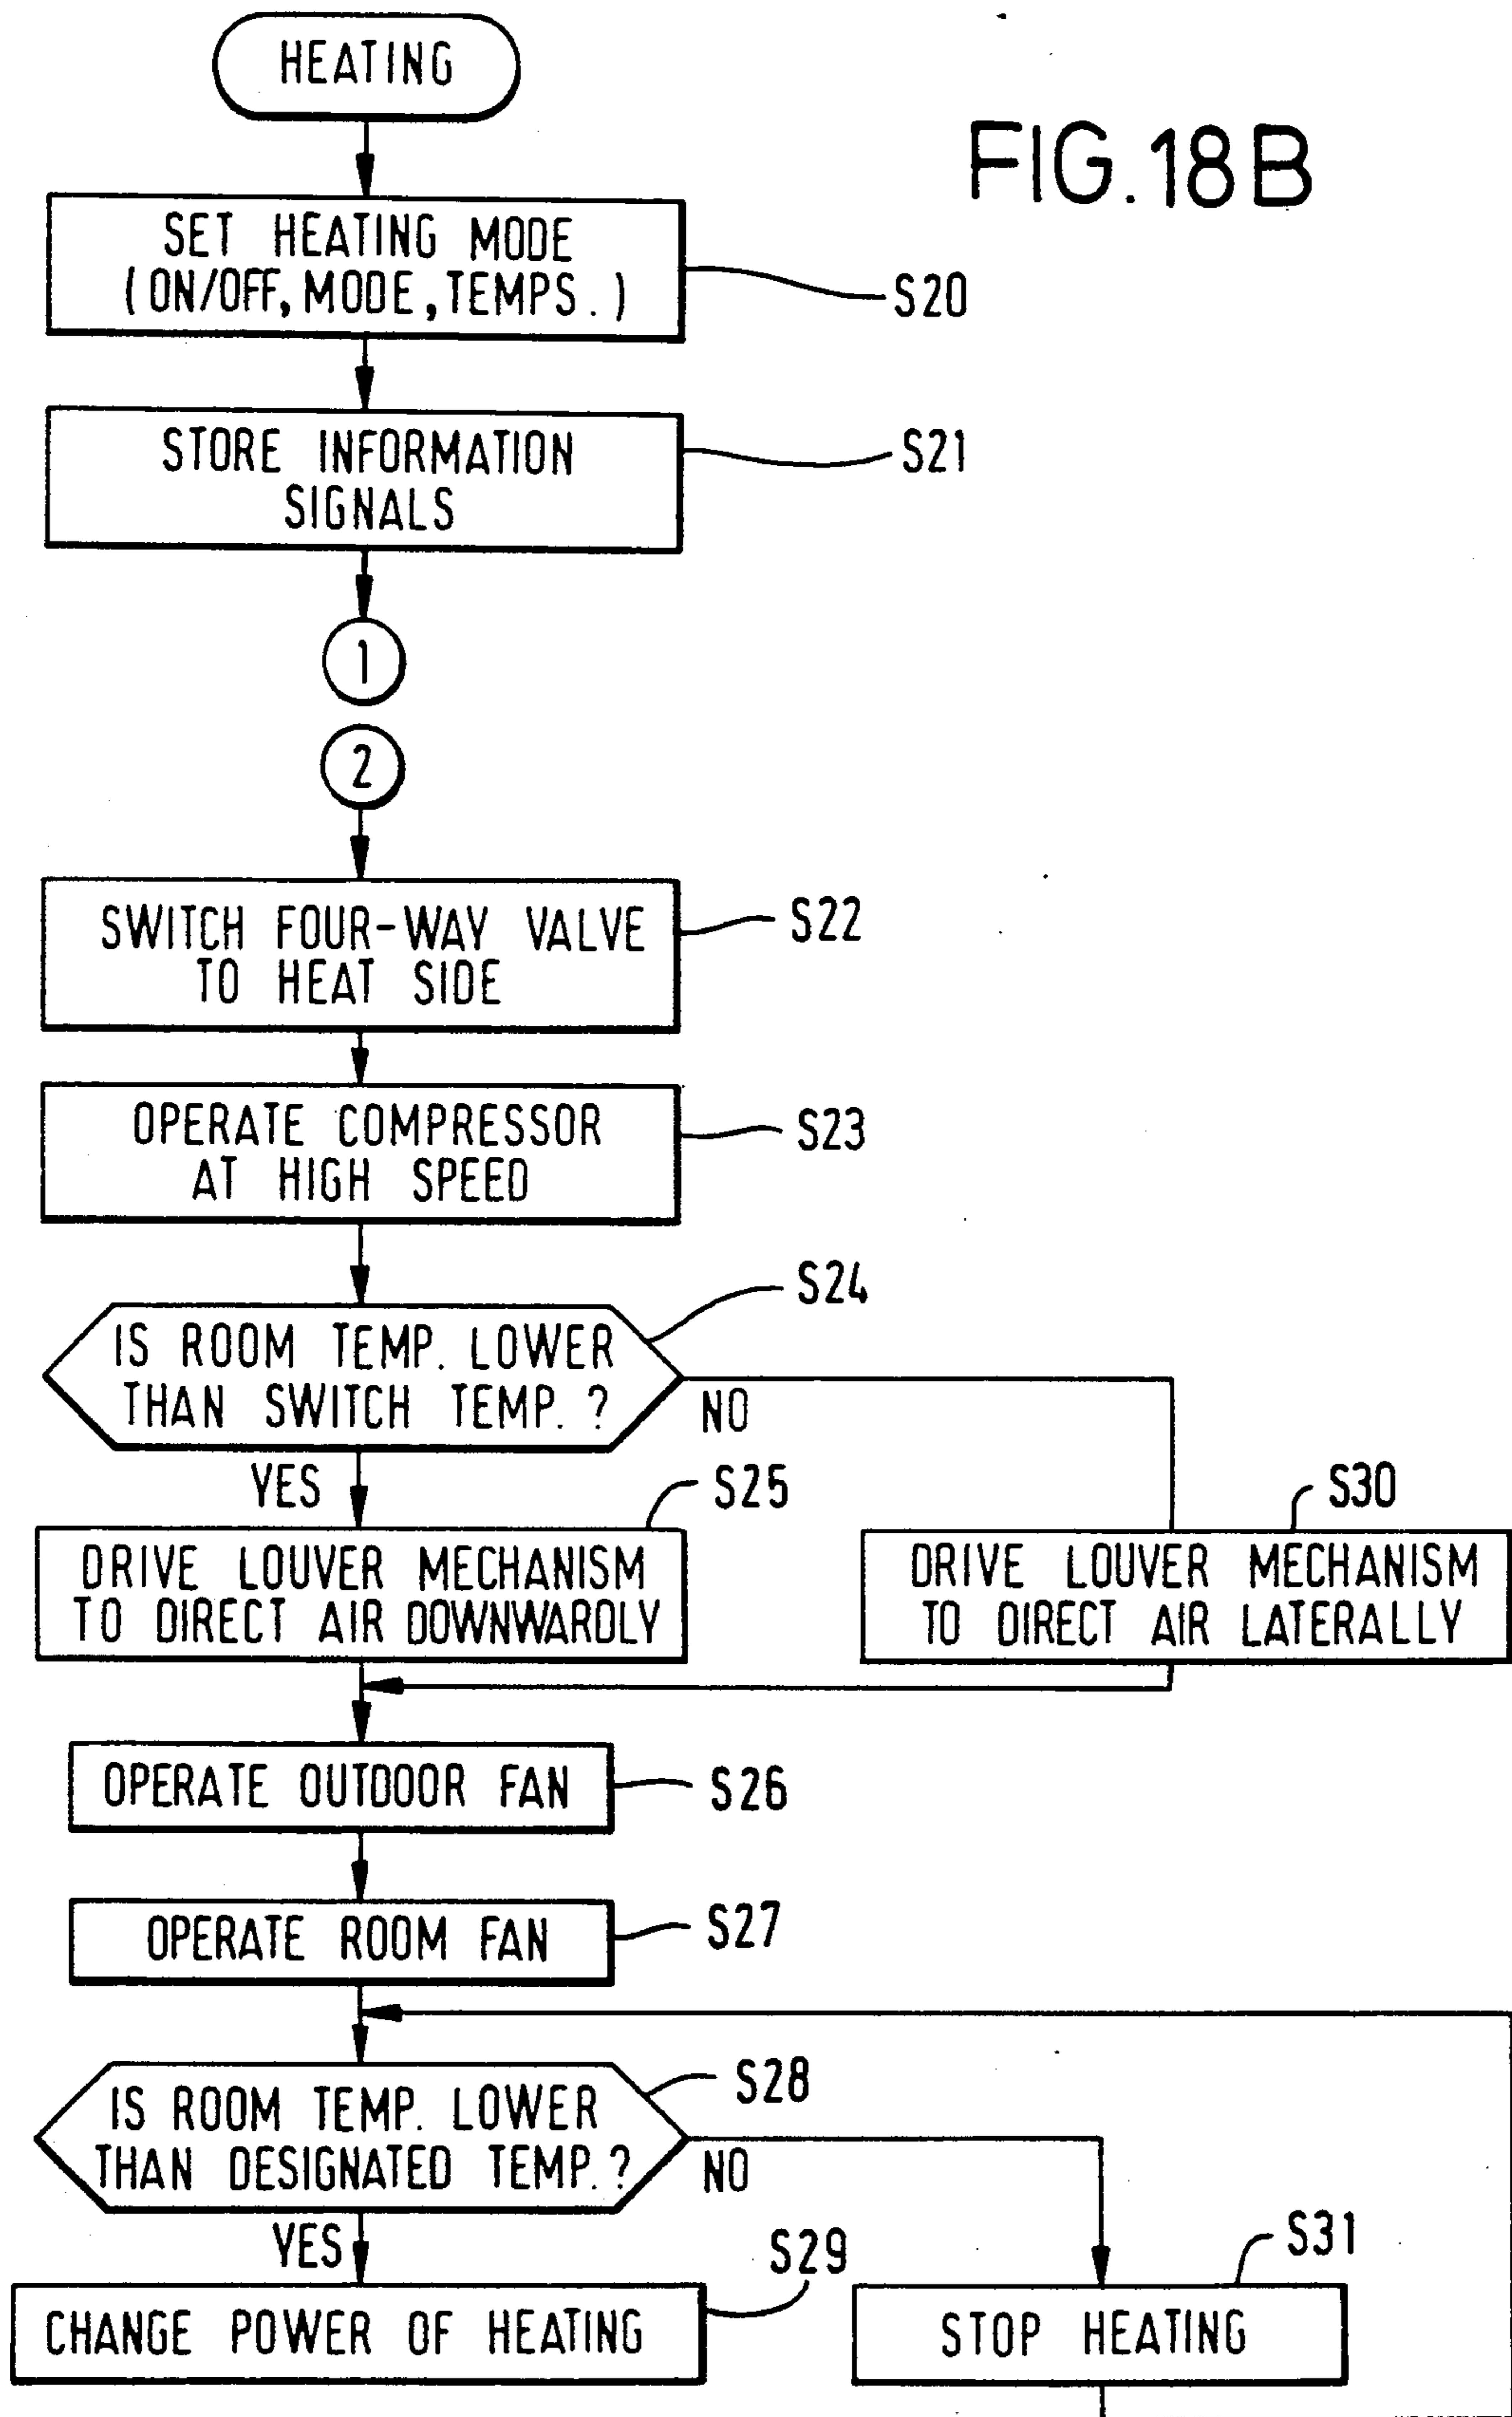 HEATING
FIG. 18B
SET HEATING MODE
(ON/OFF, MODE, TEMPS.)
S20
STORE INFORMATION
SIGNALS
S21
1
2
SWITCH FOUR-WAY VALVE
TO HEAT SIDE
S22
OPERATE COMPRESSOR
AT HIGH SPEED
S23
S24
IS ROOM TEMP. LOWER
THAN SWITCH TEMP. ?
NO
YES
S25
S30
DRIVE LOUVER MECHANISM
TO DIRECT AIR DOWNWARDLY
DRIVE LOUVER MECHANISM
TO DIRECT AIR LATERALLY
OPERATE OUTDOOR FAN
S26
OPERATE ROOM FAN
S27
S28
IS ROOM TEMP. LOWER
THAN DESIGNATED TEMP. ?
NO
YES
S29
S31
CHANGE POWER OF HEATING
STOP HEATING